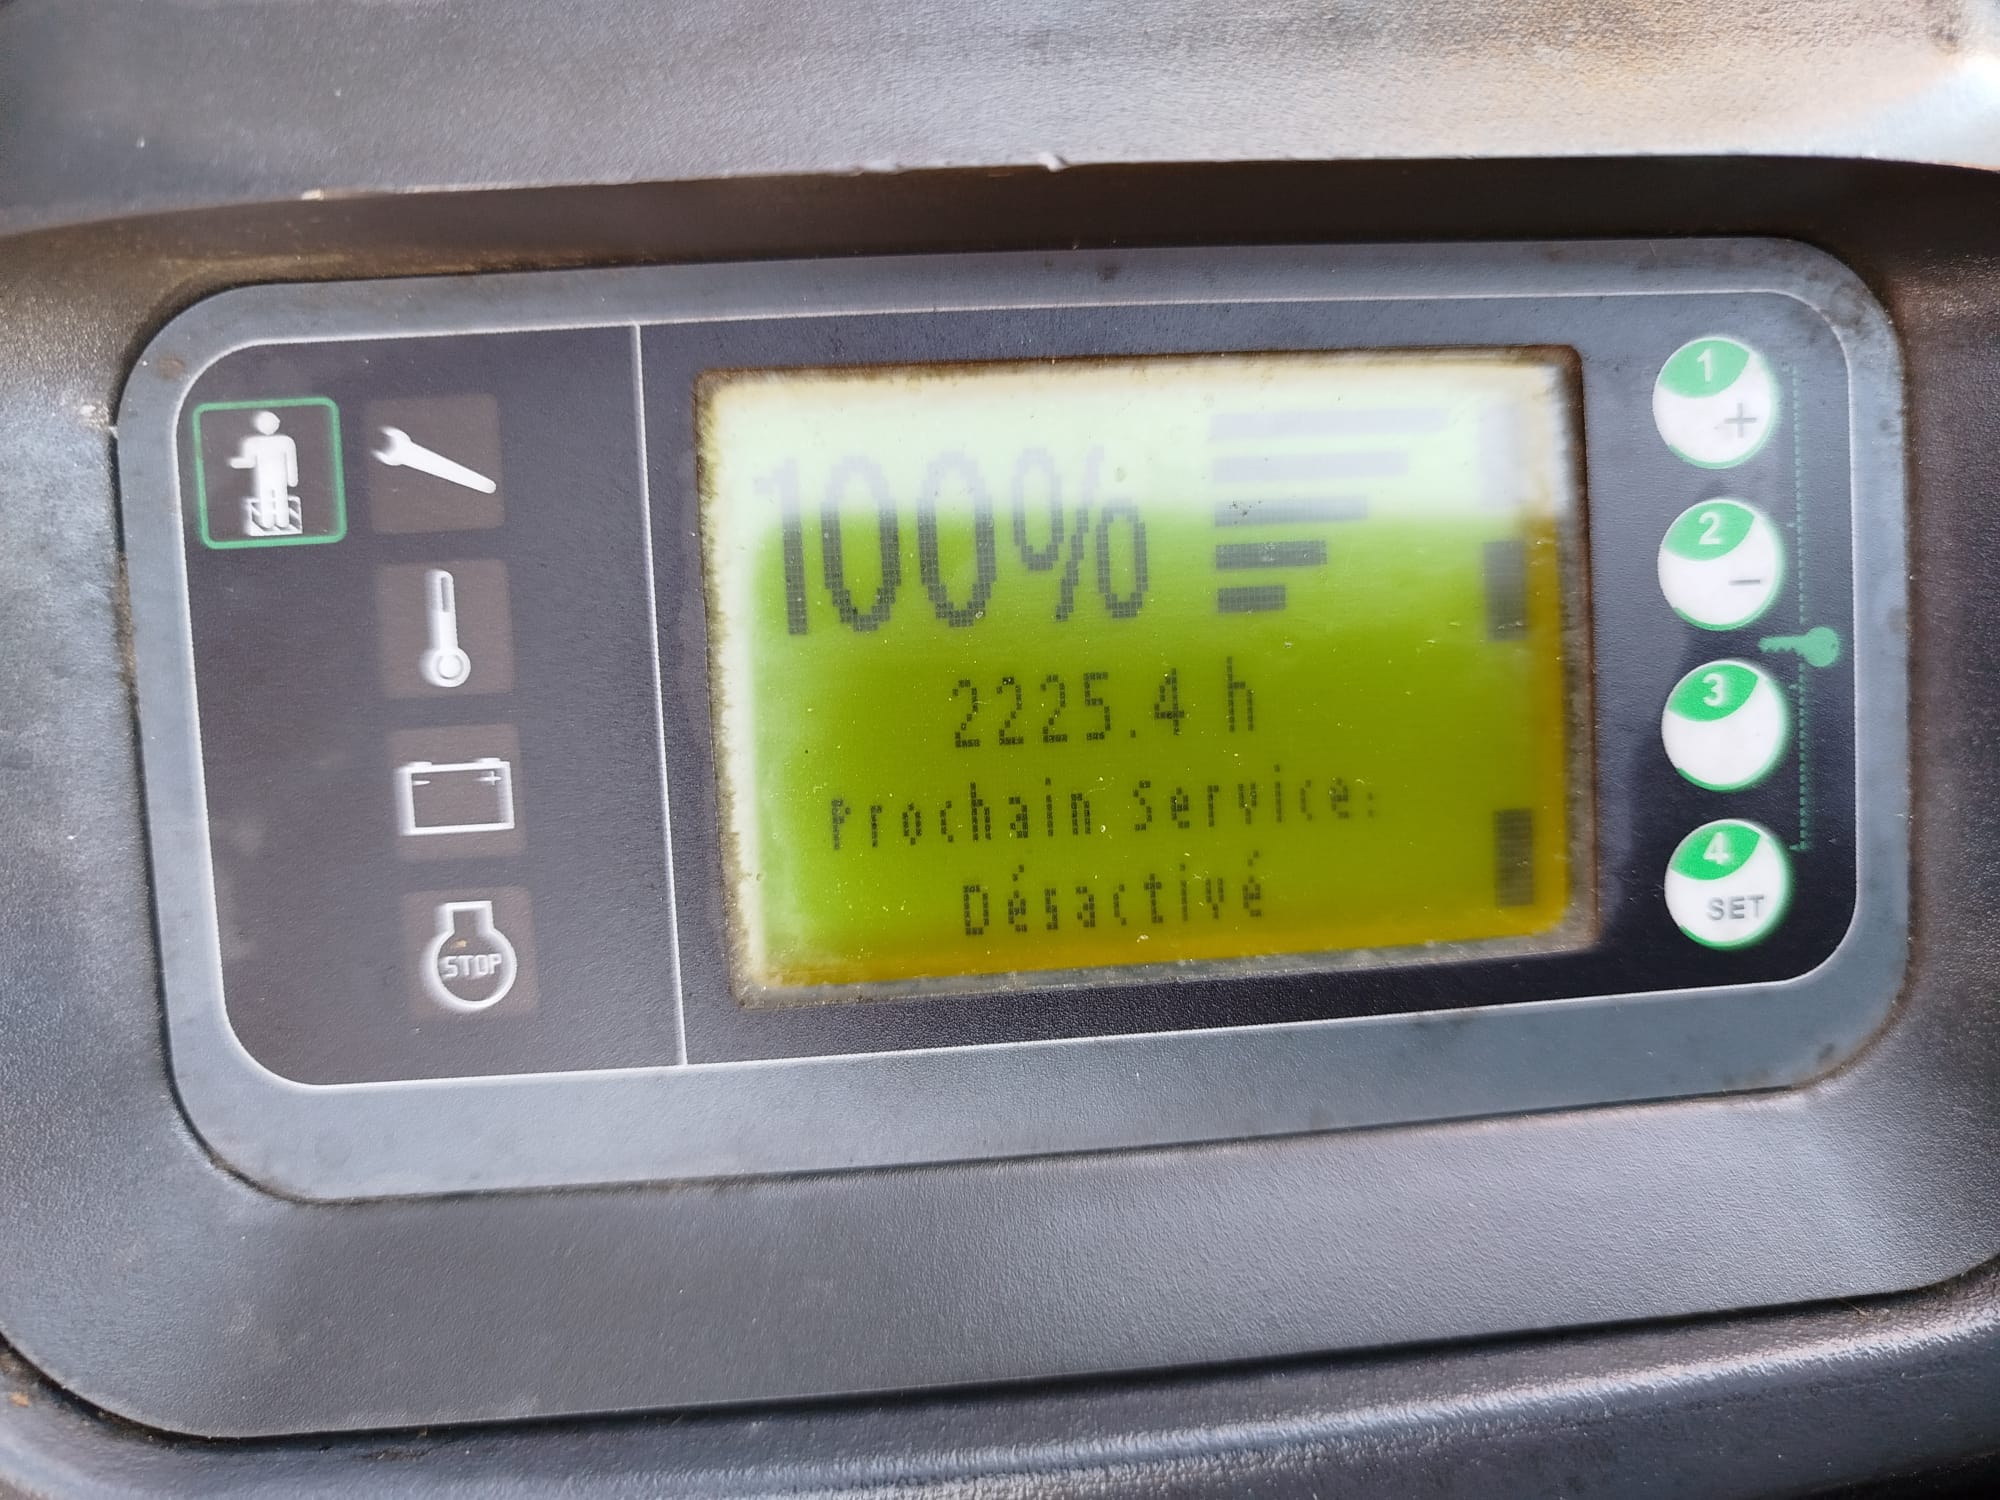 100%
2225.4 h
Prochain Service:
Désactivé
- +
STOP
1
+
2
−
3
4
SET